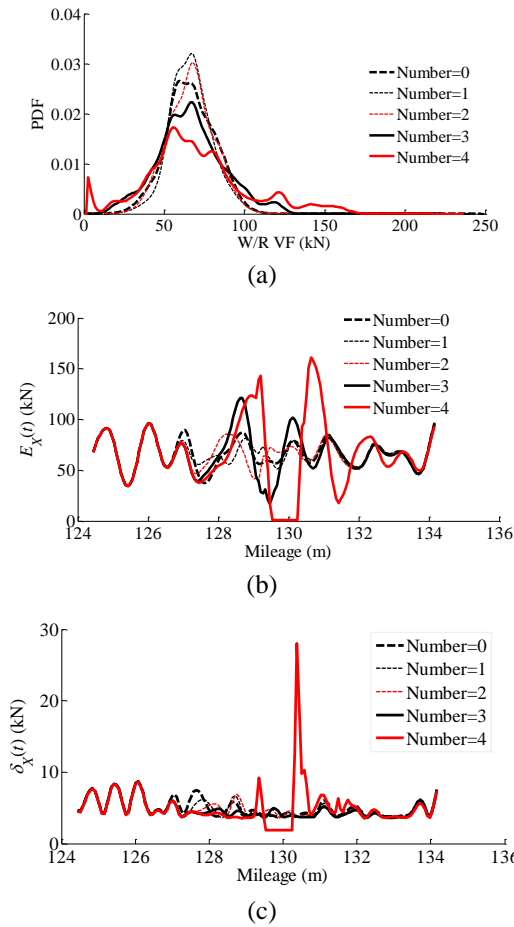 0.04
0.03
0.02
0.01
0
PDF
Number=0
Number=1
Number=2
Number=3
Number=4
0 50 100 150 200 250
W/R VF (kN)
(a)
200
150
100
50
0
E_X(t) (kN)
Number=0
Number=1
Number=2
Number=3
Number=4
124 126 128 130 132 134 136
Mileage (m)
(b)
30
20
10
0
δ_X(t) (kN)
Number=0
Number=1
Number=2
Number=3
Number=4
124 126 128 130 132 134 136
Mileage (m)
(c)